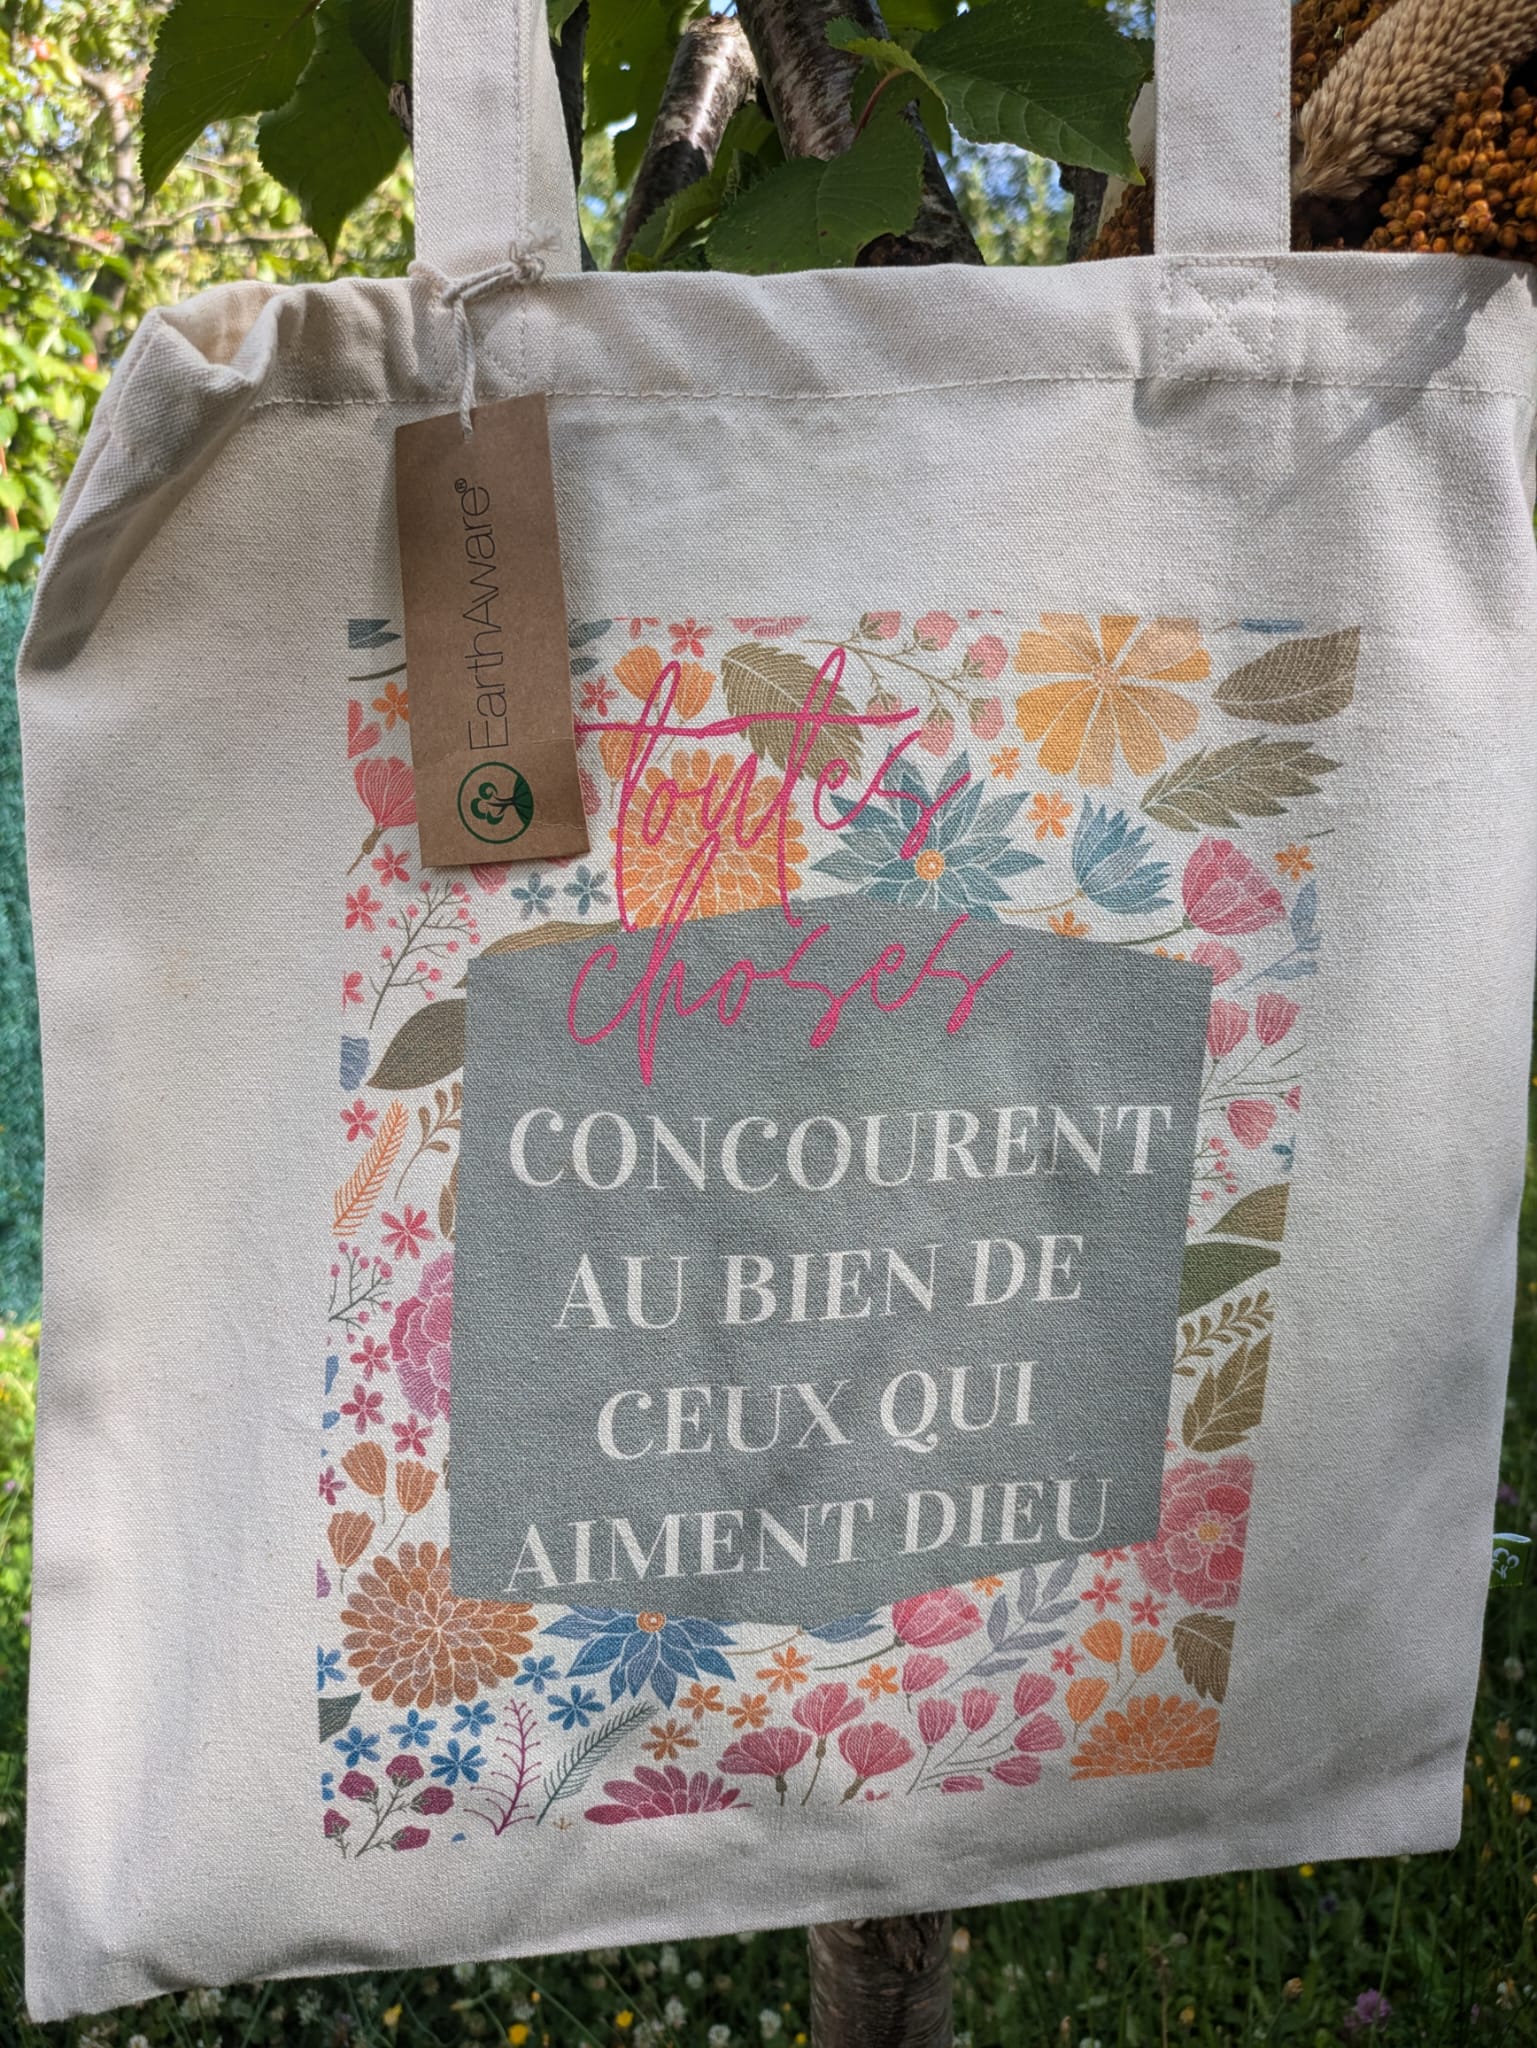 EarthAware®
toutes
choses
CONCOURENT
AU BIEN DE
CEUX QUI
AIMENT DIEU